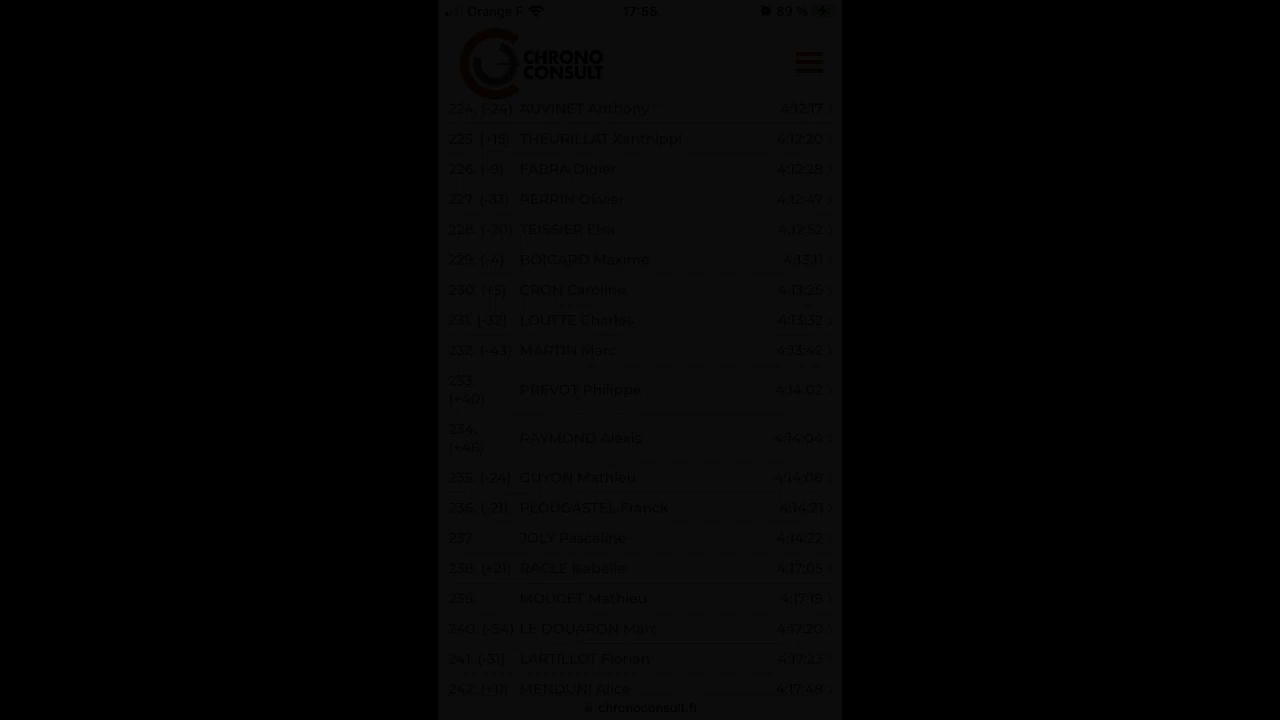 Orange F 17:55 89 %
CHRONO
CONSULT
224. (-24) AUVINET Anthony 4:12:17
225. (+15) THEURILLAT Xanthippi 4:12:20
226. (-9) FABRA Didier 4:12:28
227. (-33) PERRIN Olivier 4:12:47
228. TEISSIER Elsa 4:12:52
229. (-4) BOICARD Maxime 4:13:11
230. (+5) CRON Caroline 4:13:25
231. (-32) LOUTTE Charles 4:13:32
232. (-43) MARTIN Marc 4:13:42
233.
(+40) PREVOT Philippe 4:14:02
234.
(+46) RAYMOND Alexis 4:14:04
235. (-24) GUYON Mathieu 4:14:08
236. (-21) PLOUGASTEL Franck 4:14:21
237. JOLY Pascaline 4:14:22
238. (+21) RACLE Isabelle 4:17:05
239. MOUGET Mathieu 4:17:19
240. (-54) LE DOUARON Marc 4:17:20
241. (-31) LARTILLOT Florian 4:17:23
242. (+11) MENDUNI Alice 4:17:48
chronoconsult.fr